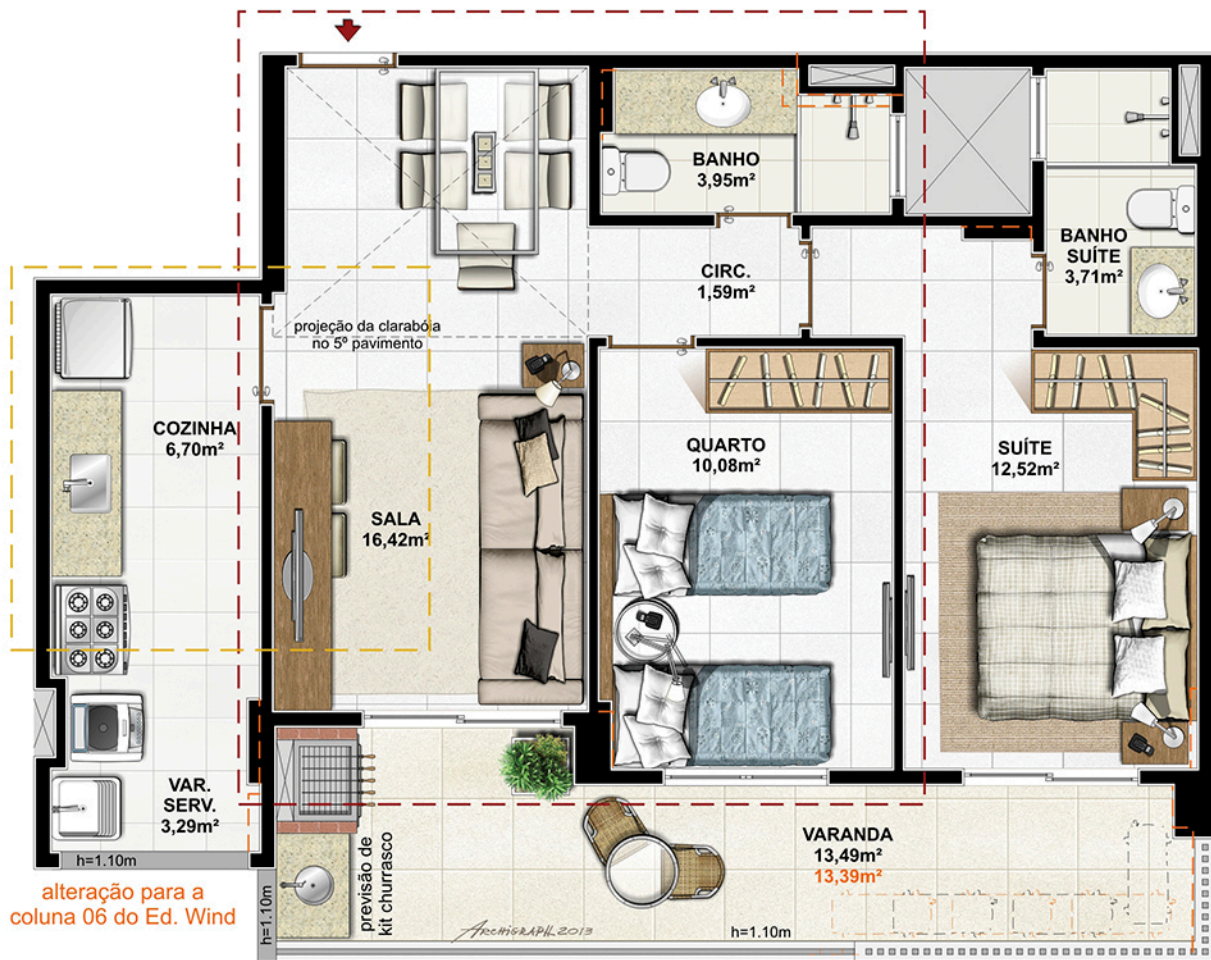 BANHO
3,95m²
BANHO
SUÍTE
3,71m²
CIRC.
1,59m²
projeção da clarabóia
no 5º pavimento
COZINHA
6,70m²
QUARTO
10,08m²
SUÍTE
12,52m²
SALA
16,42m²
VAR.
SERV.
3,29m²
VARANDA
13,49m²
13,39m²
h=1.10m
alteração para a
coluna 06 do Ed. Wind
h=1.10m
previsão de
kit churrasco
ARCHIGRAPH 2013
h=1.10m